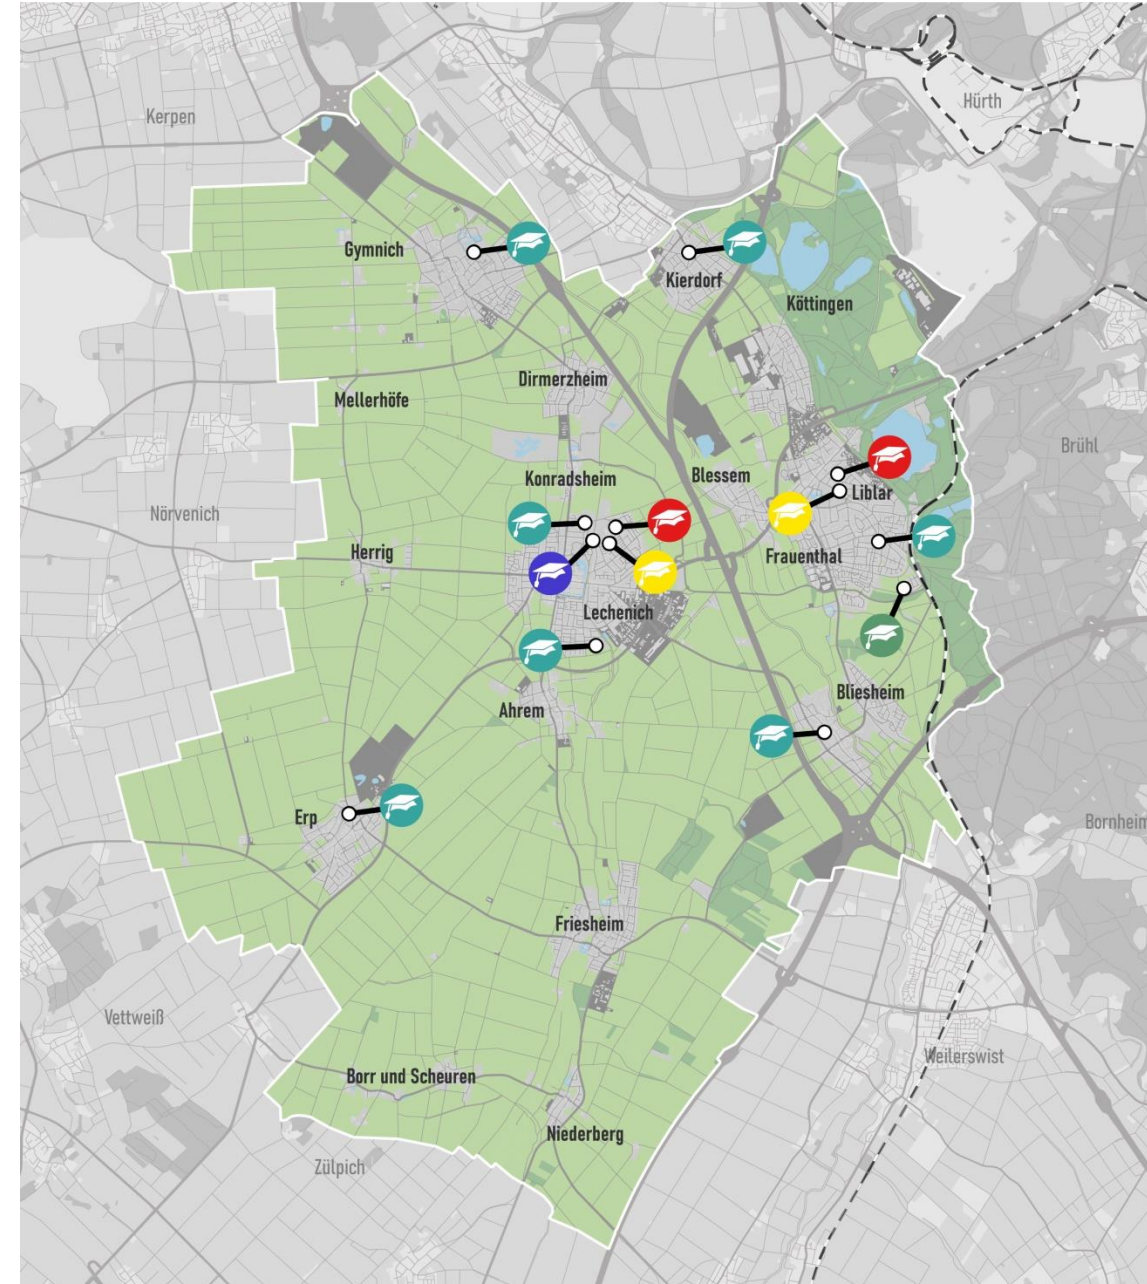 Hürth
Kerpen
Gymnich
Kierdorf
Köttingen
Dirmerzheim
Mellerhöfe
Brühl
Konradsheim
Blessem
Liblar
Nörvenich
Herrig
Frauenthal
Lechenich
Bliesheim
Ahrem
Erp
Bornheim
Friesheim
Vettweiß
Weilerswist
Borr und Scheuren
Niederberg
Zülpich